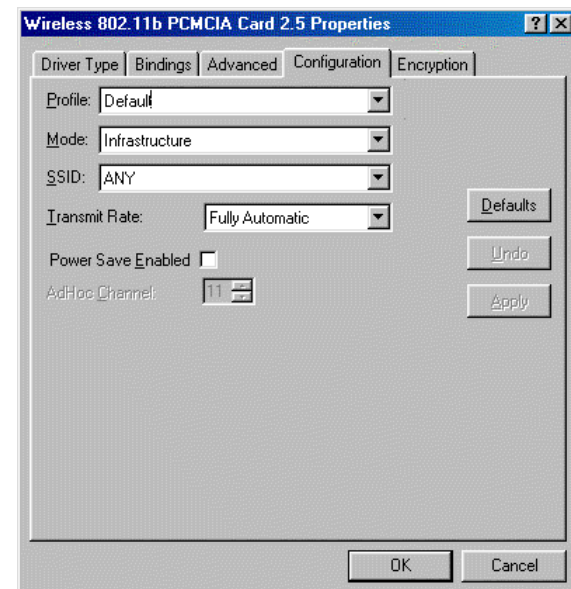 Wireless 802.11b PCMCIA Card 2.5 Properties
Driver Type Bindings Advanced Configuration Encryption
Profile: Default
Mode: Infrastructure
SSID: ANY
Transmit Rate: Fully Automatic
Defaults
Power Save Enabled
Undo
AdHoc Channel: 11
Apply
OK Cancel